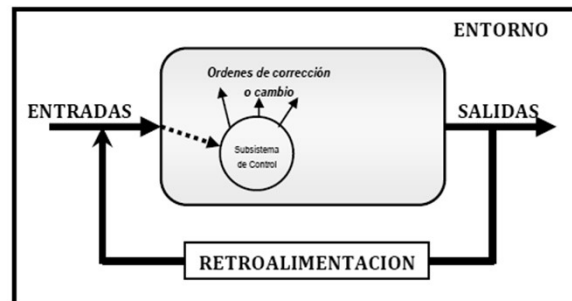 ENTORNO
Ordenes de corrección
o cambio
ENTRADAS
SALIDAS
Subsistema
de Control
RETROALIMENTACION